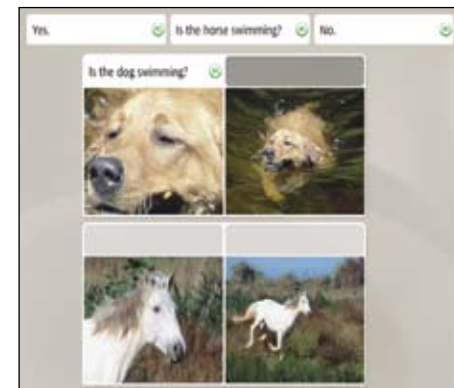 Yes.
Is the horse swimming?
No.
Is the dog swimming?